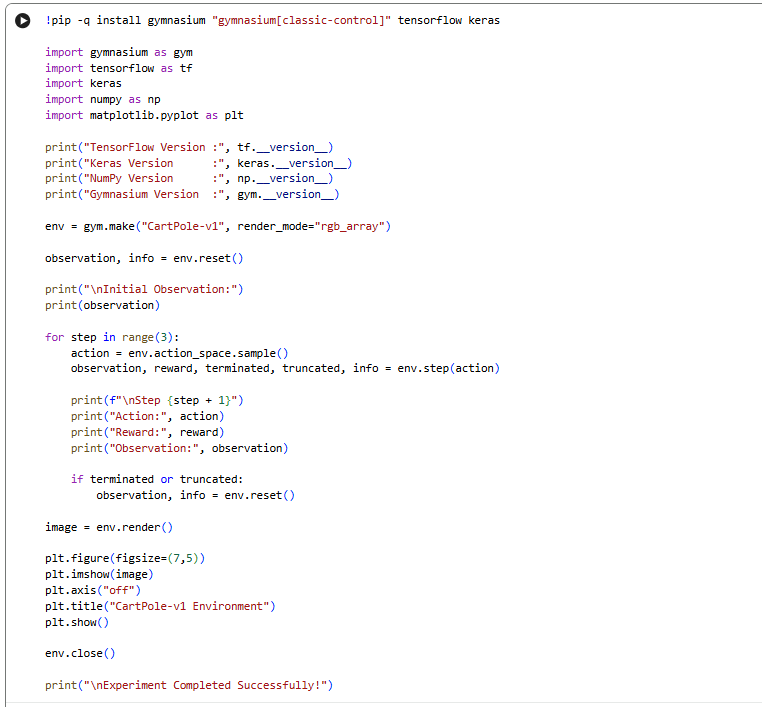 !pip -q install gymnasium "gymnasium[classic-control]" tensorflow keras
import gymnasium as gym
import tensorflow as tf
import keras
import numpy as np
import matplotlib.pyplot as plt
print("TensorFlow Version :", tf.__version__)
print("Keras Version      :", keras.__version__)
print("NumPy Version      :", np.__version__)
print("Gymnasium Version  :", gym.__version__)
env = gym.make("CartPole-v1", render_mode="rgb_array")
observation, info = env.reset()
print("\nInitial Observation:")
print(observation)
for step in range(3):
    action = env.action_space.sample()
    observation, reward, terminated, truncated, info = env.step(action)
    print(f"\nStep {step + 1}")
    print("Action:", action)
    print("Reward:", reward)
    print("Observation:", observation)
    if terminated or truncated:
        observation, info = env.reset()
image = env.render()
plt.figure(figsize=(7,5))
plt.imshow(image)
plt.axis("off")
plt.title("CartPole-v1 Environment")
plt.show()
env.close()
print("\nExperiment Completed Successfully!")